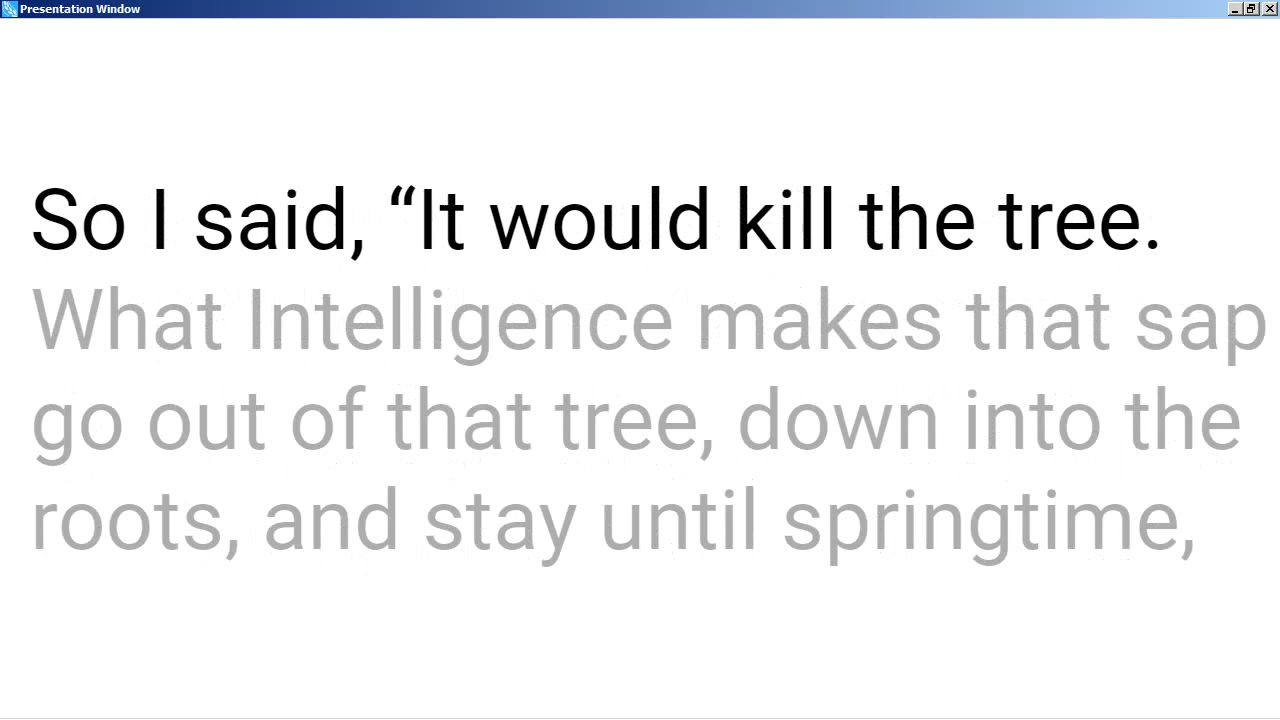 Presentation Window
So I said, “It would kill the tree.
What Intelligence makes that sap
go out of that tree, down into the
roots, and stay until springtime,